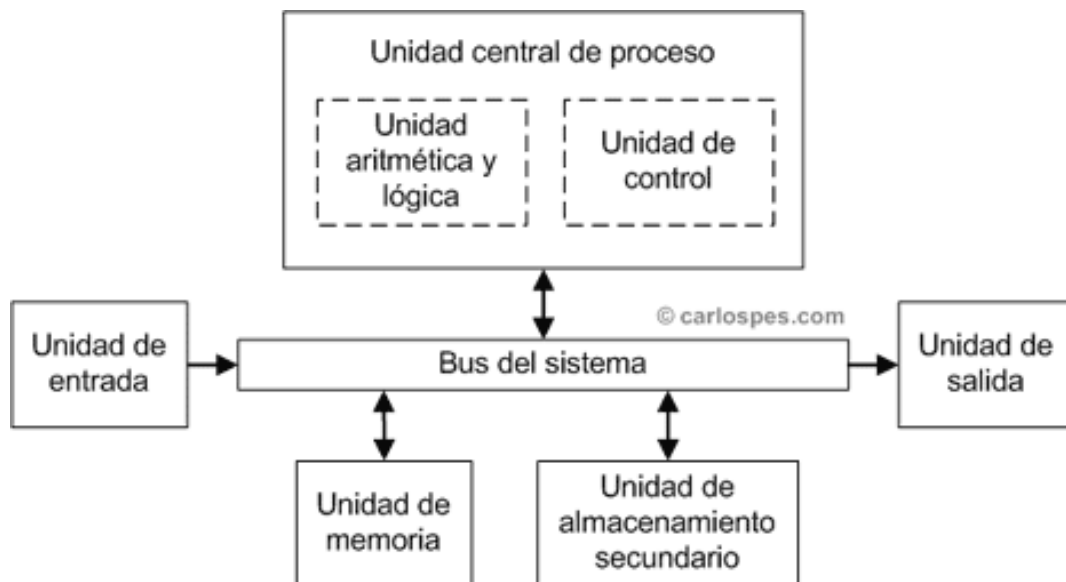 Unidad central de proceso
Unidad
aritmética y
lógica
Unidad de
control
© carlospes.com
Unidad de
entrada
Bus del sistema
Unidad de
salida
Unidad de
memoria
Unidad de
almacenamiento
secundario